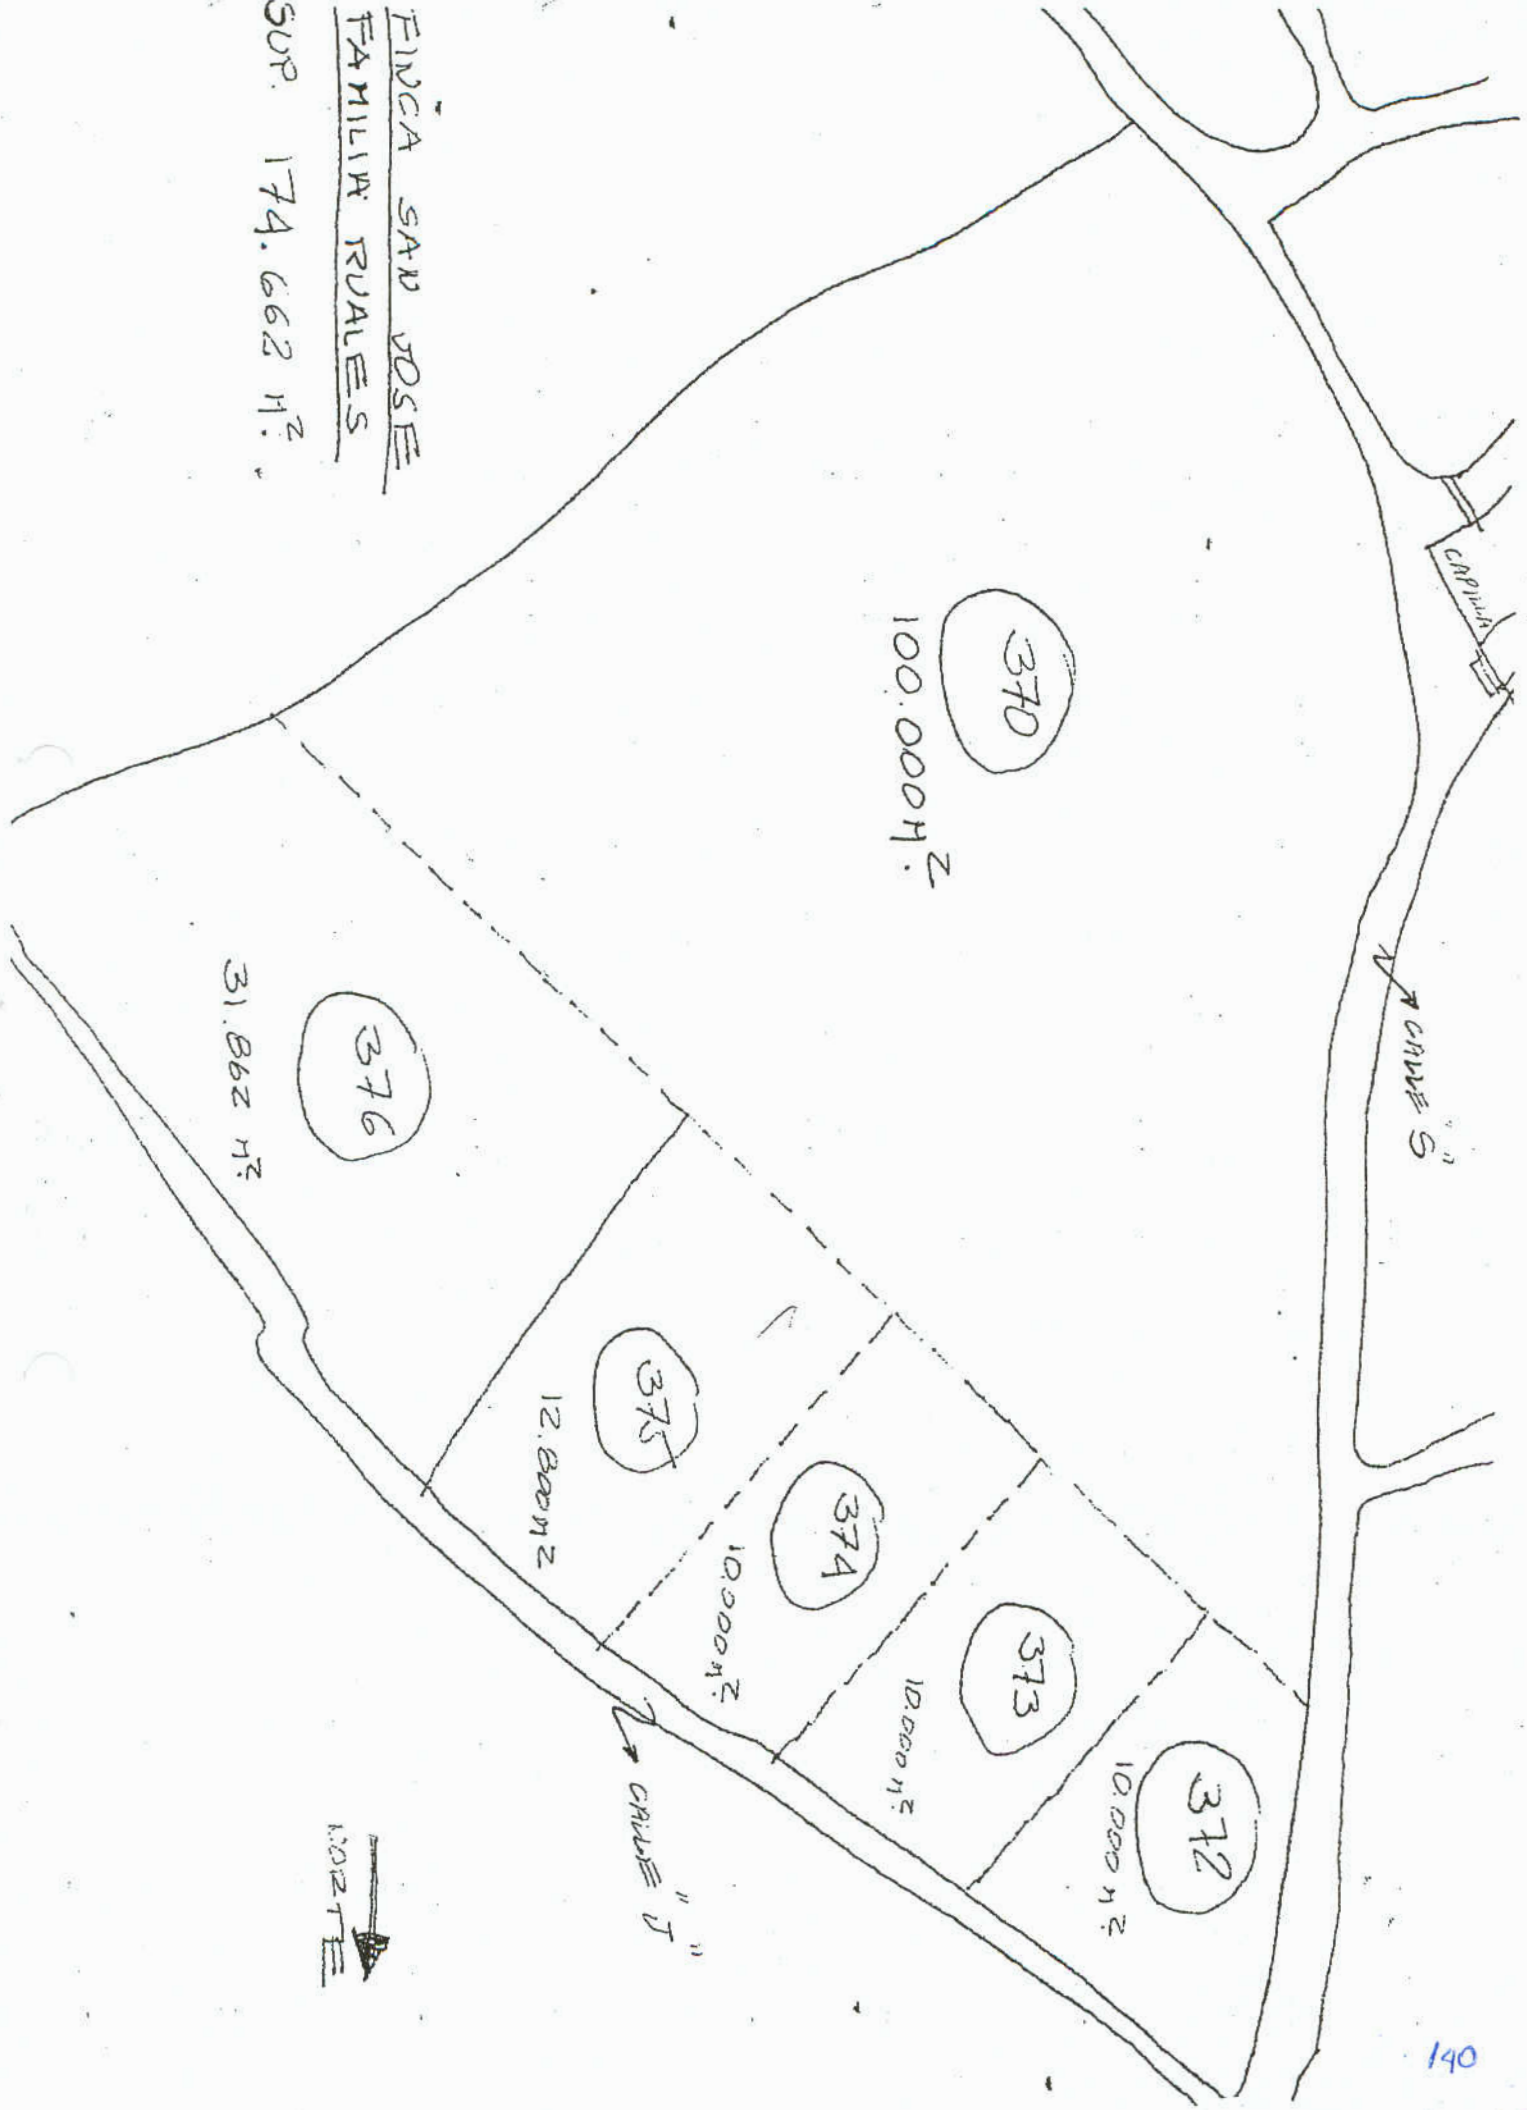 FINCA SAN JOSE
FAMILIA RUALES
SUP. 174.662 M².
CAPILLA
CALLE "S"
370
100.000 M².
376
31.862 M².
375
12.800 M²
374
10.000 M².
373
10.000 M².
372
10.000 M².
CALLE "J"
NORTE
140